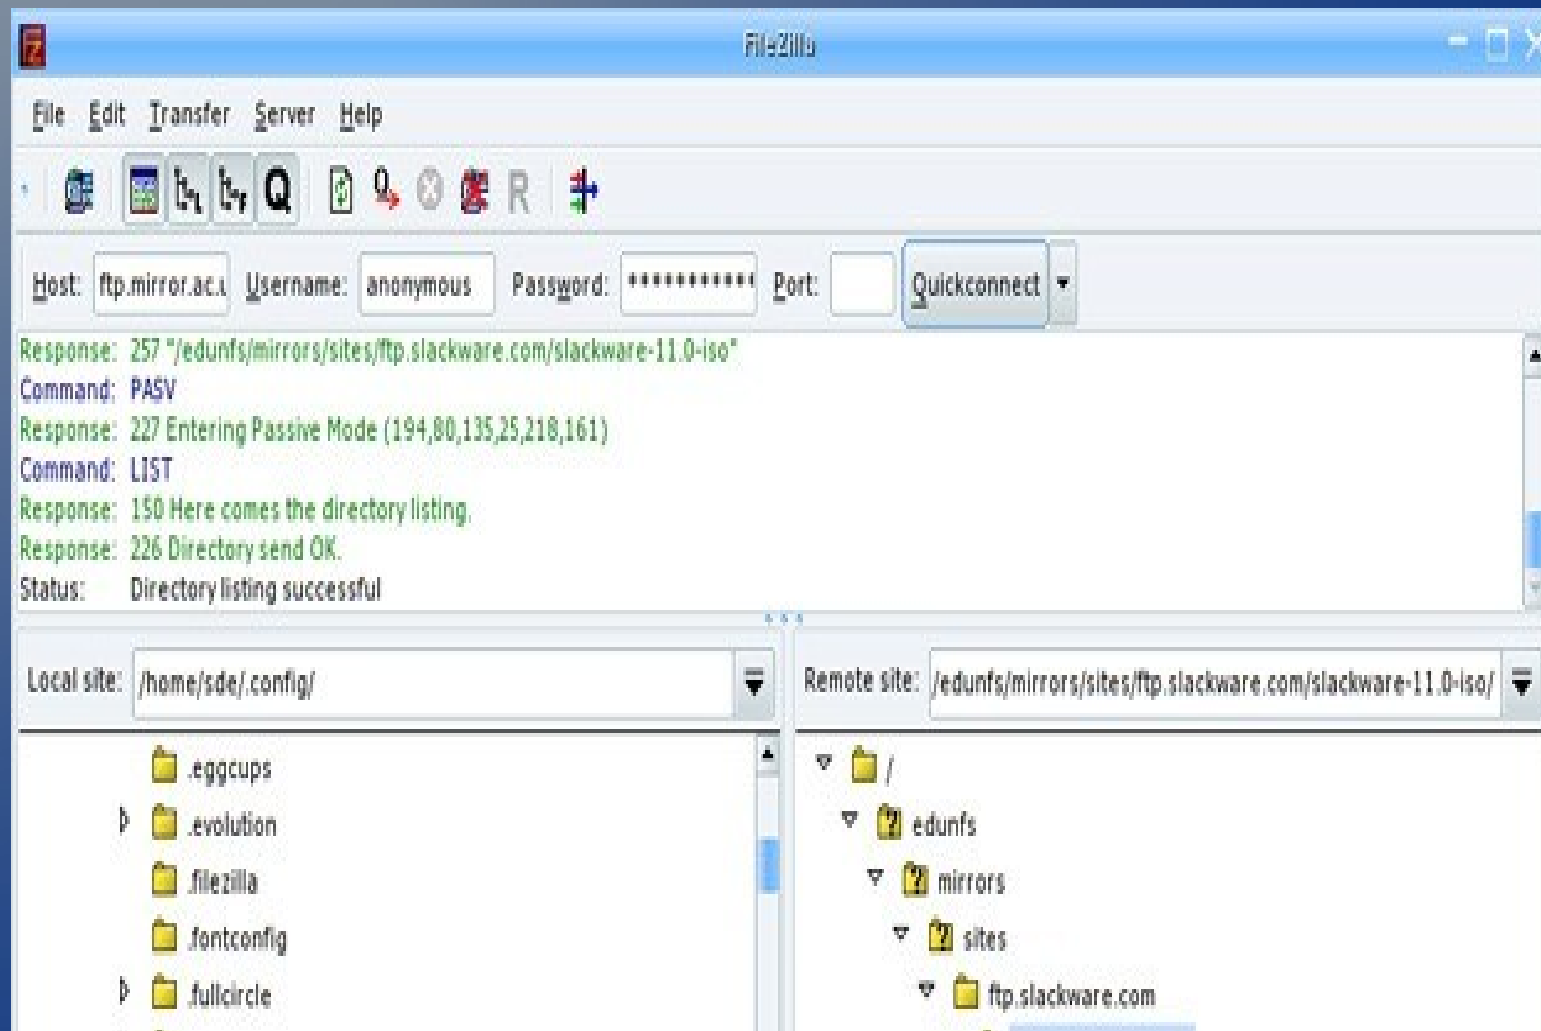 FileZilla
File Edit Transfer Server Help
Q R
Host: ftp.mirror.ac.u Username: anonymous Password: *********** Port: Quickconnect
Response: 257 "/edunfs/mirrors/sites/ftp.slackware.com/slackware-11.0-iso"
Command: PASV
Response: 227 Entering Passive Mode (194,80,135,25,218,161)
Command: LIST
Response: 150 Here comes the directory listing.
Response: 226 Directory send OK.
Status: Directory listing successful
Local site: /home/sde/.config/
.eggcups
.evolution
.filezilla
.fontconfig
.fullcircle
Remote site: /edunfs/mirrors/sites/ftp.slackware.com/slackware-11.0-iso/
/
edunfs
mirrors
sites
ftp.slackware.com